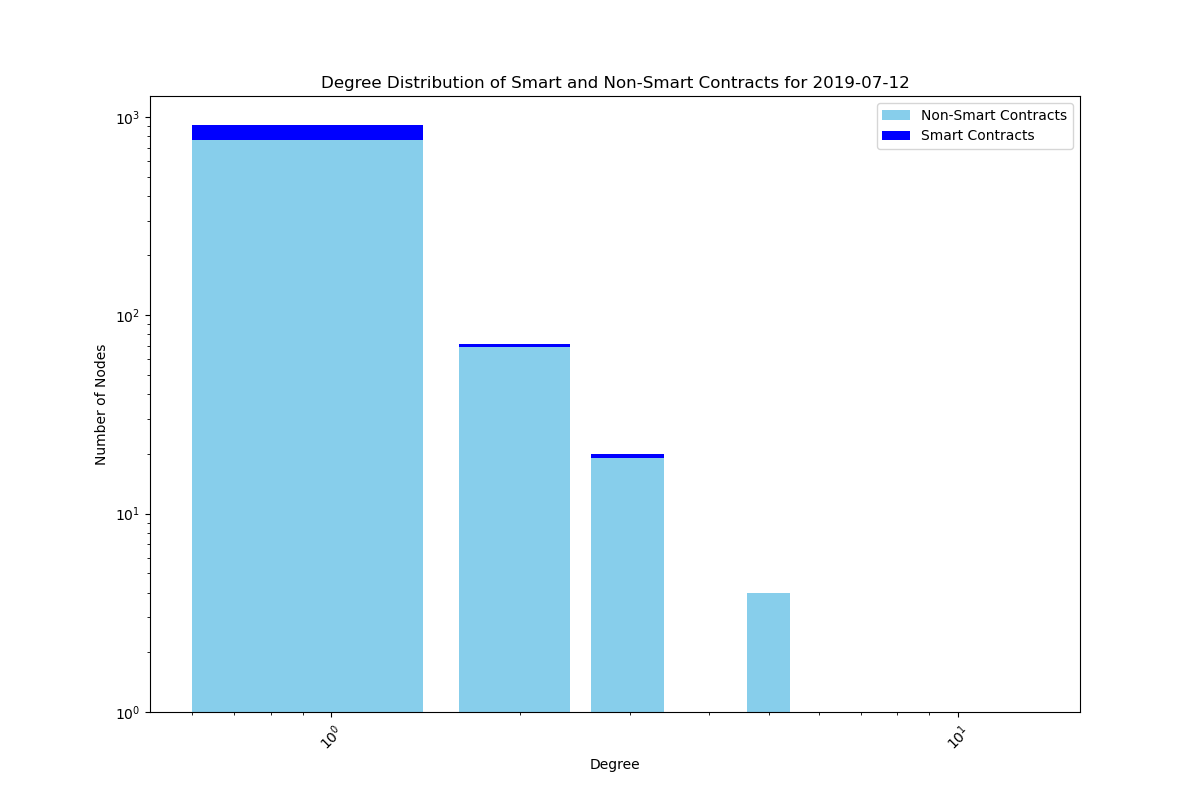 Degree Distribution of Smart and Non-Smart Contracts for 2019-07-12
Non-Smart Contracts
Smart Contracts
Number of Nodes
10³
10²
10¹
10⁰
10⁰
10¹
Degree